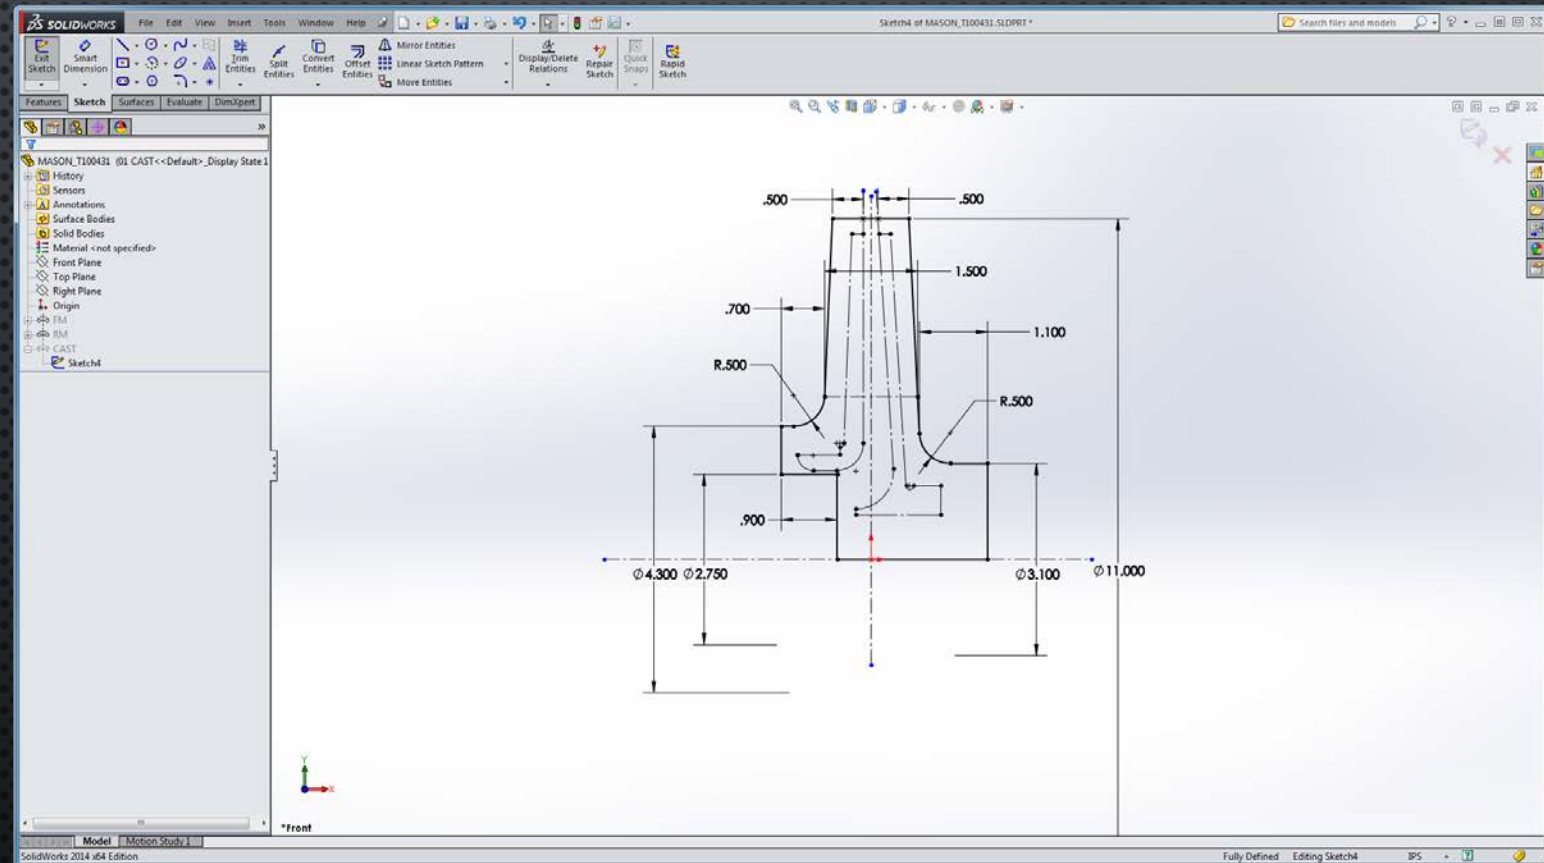 SOLIDWORKS File Edit View Insert Tools Window Help Sketch4 of MASON_T100431.SLDPRT * Search files and models
Exit Sketch
Smart Dimension
Trim Entities
Split Entities
Convert Entities
Offset Entities
Mirror Entities
Linear Sketch Pattern
Move Entities
Display/Delete Relations
Repair Sketch
Quick Snaps
Rapid Sketch
Features Sketch Surfaces Evaluate DimXpert
MASON_T100431 (01 CAST<<Default>_Display State 1
History
Sensors
Annotations
Surface Bodies
Solid Bodies
Material <not specified>
Front Plane
Top Plane
Right Plane
Origin
FM
RM
CAST
Sketch4
.500 .500
1.500
.700
1.100
R.500
R.500
.900
Ø4.300 Ø2.750 Ø3.100 Ø11.000
Y
X
*Front
Model Motion Study 1
SolidWorks 2014 x64 Edition Fully Defined Editing Sketch4 IPS